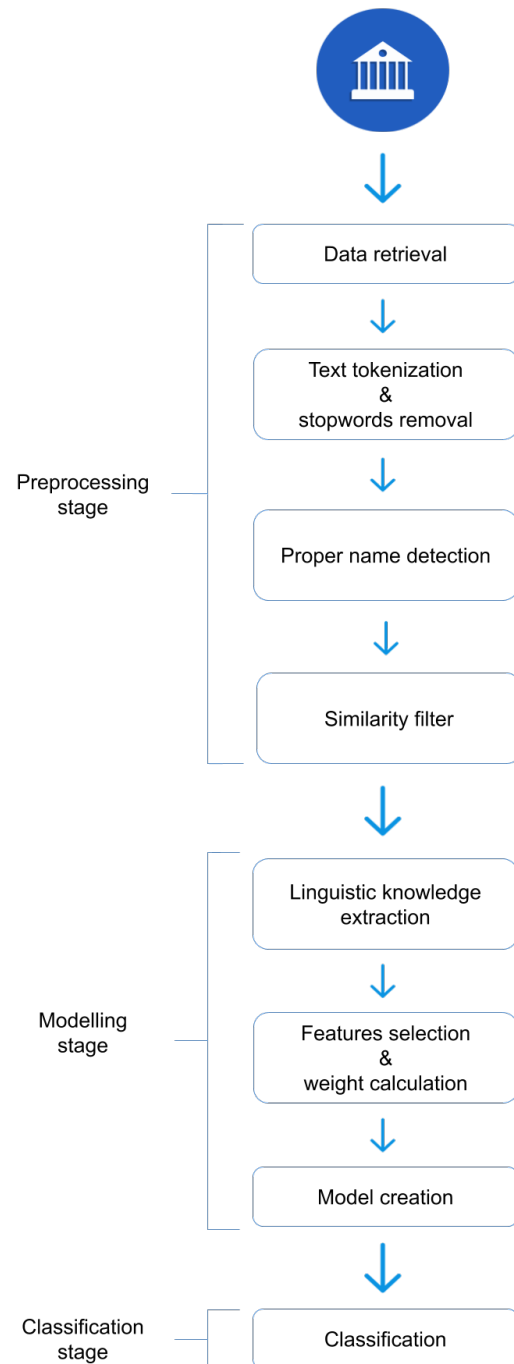 Data retrieval
Text tokenization
&
stopwords removal
Preprocessing
stage
Proper name detection
Similarity filter
Linguistic knowledge
extraction
Modelling
stage
Features selection
&
weight calculation
Model creation
Classification
stage
Classification